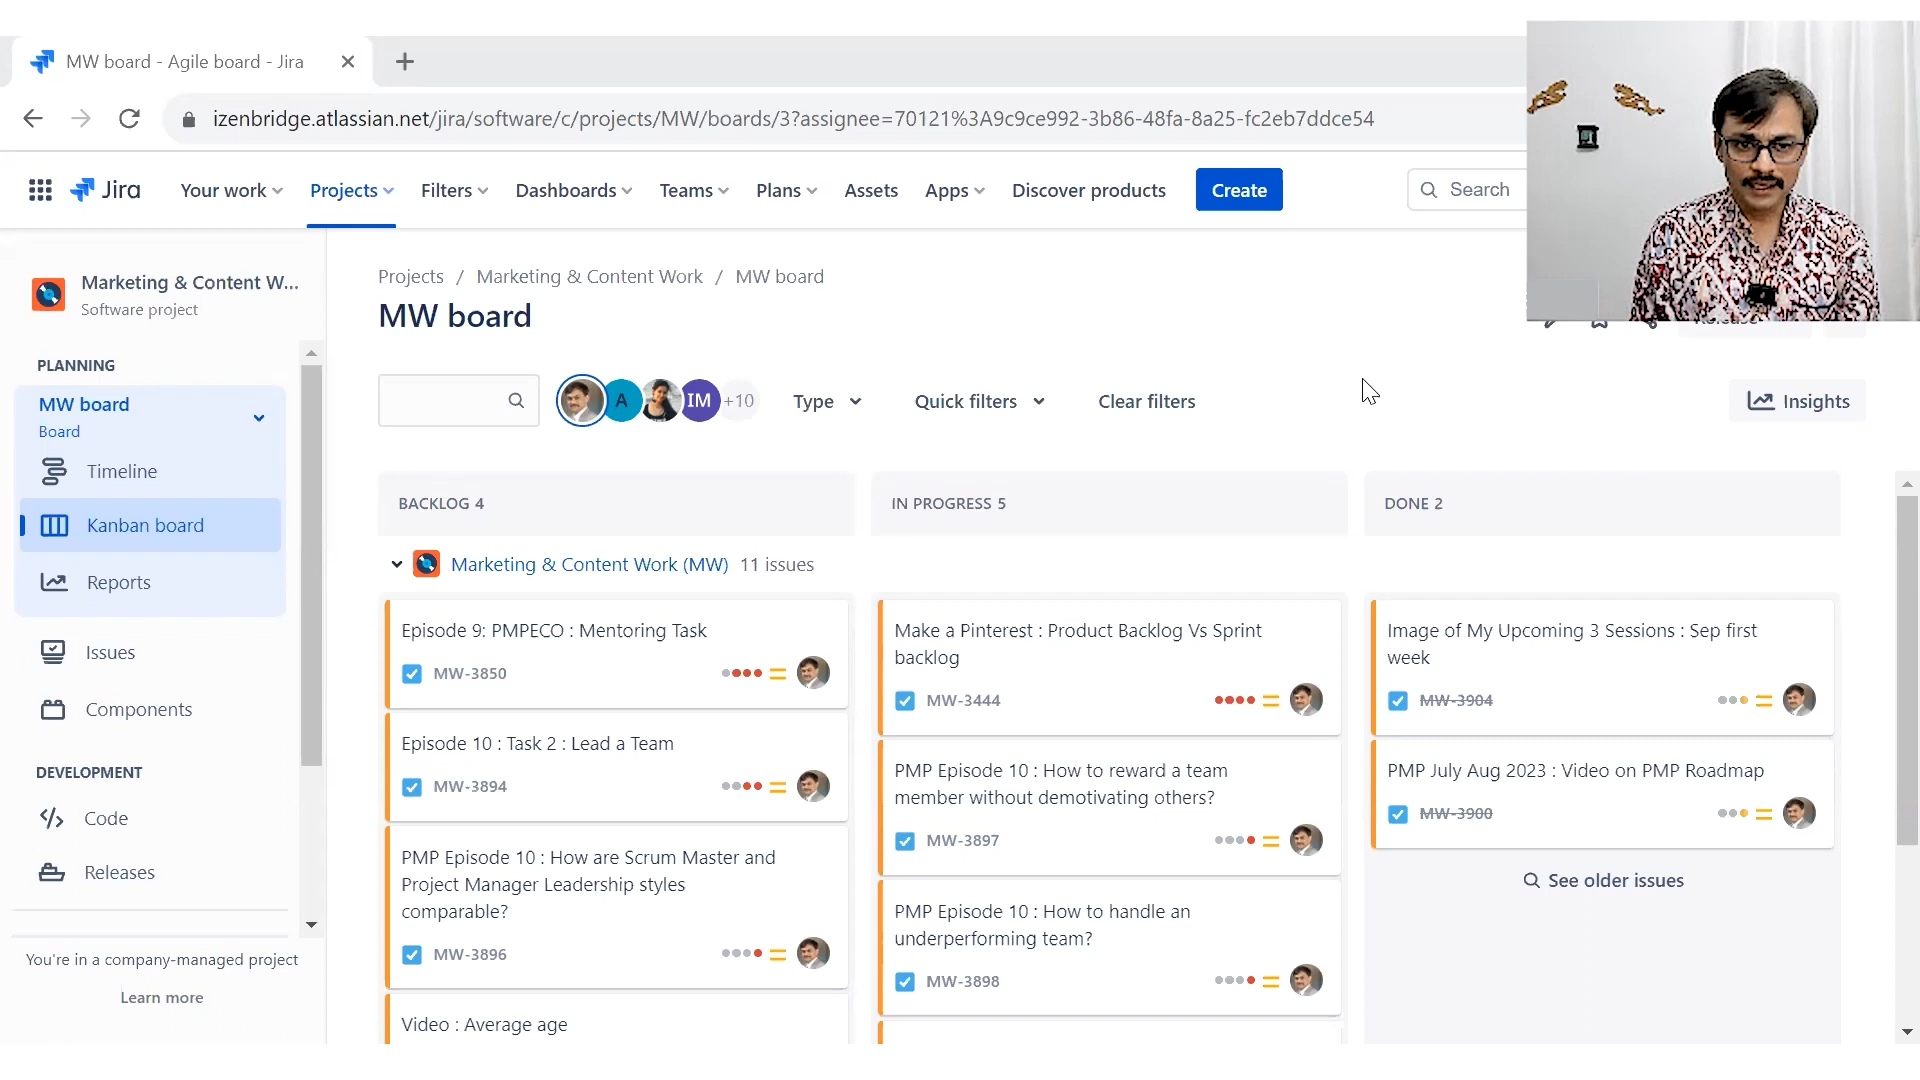 MW board - Agile board - Jira
izenbridge.atlassian.net/jira/software/c/projects/MW/boards/3?assignee=70121%3A9c9ce992-3b86-48fa-8a25-fc2eb7ddce54
Jira
Your work
Projects
Filters
Dashboards
Teams
Plans
Assets
Apps
Discover products
Create
Search
Marketing & Content W...
Software project
PLANNING
MW board
Board
Timeline
Kanban board
Reports
Issues
Components
DEVELOPMENT
Code
Releases
You're in a company-managed project
Learn more
Projects / Marketing & Content Work / MW board
MW board
A
IM
+10
Type
Quick filters
Clear filters
Insights
BACKLOG 4
IN PROGRESS 5
DONE 2
Marketing & Content Work (MW) 11 issues
Episode 9: PMPECO : Mentoring Task
MW-3850
Episode 10 : Task 2 : Lead a Team
MW-3894
PMP Episode 10 : How are Scrum Master and
Project Manager Leadership styles
comparable?
MW-3896
Video : Average age
Make a Pinterest : Product Backlog Vs Sprint
backlog
MW-3444
PMP Episode 10 : How to reward a team
member without demotivating others?
MW-3897
PMP Episode 10 : How to handle an
underperforming team?
MW-3898
Image of My Upcoming 3 Sessions : Sep first
week
MW-3904
PMP July Aug 2023 : Video on PMP Roadmap
MW-3900
See older issues